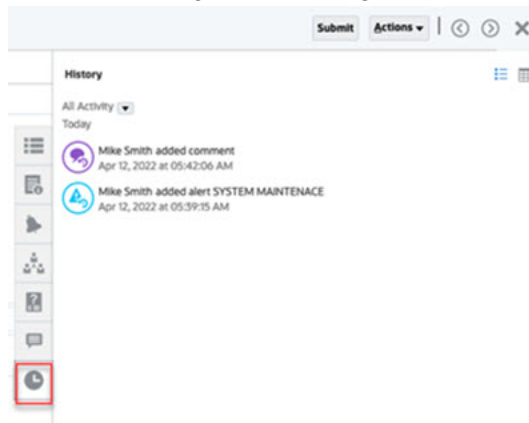 Submit Actions
History
All Activity
Today
Mike Smith added comment
Apr 12, 2022 at 05:42:06 AM
Mike Smith added alert SYSTEM MAINTENACE
Apr 12, 2022 at 05:39:15 AM